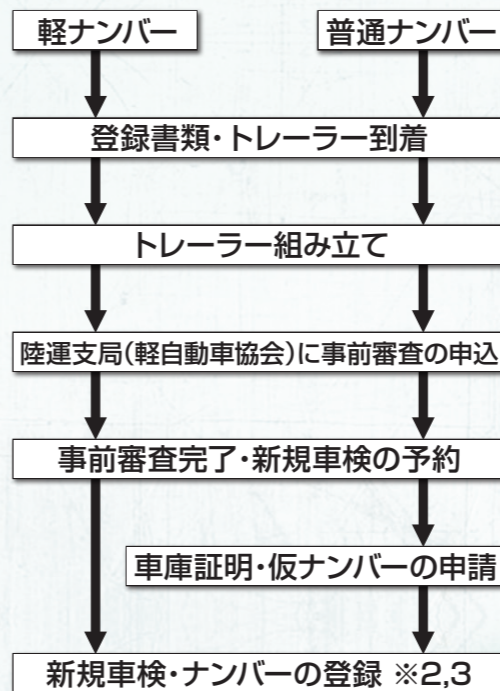 軽ナンバー
普通ナンバー
登録書類・トレーラー到着
トレーラー組み立て
陸運支局(軽自動車協会)に事前審査の申込
事前審査完了・新規車検の予約
車庫証明・仮ナンバーの申請
新規車検・ナンバーの登録 ※2,3